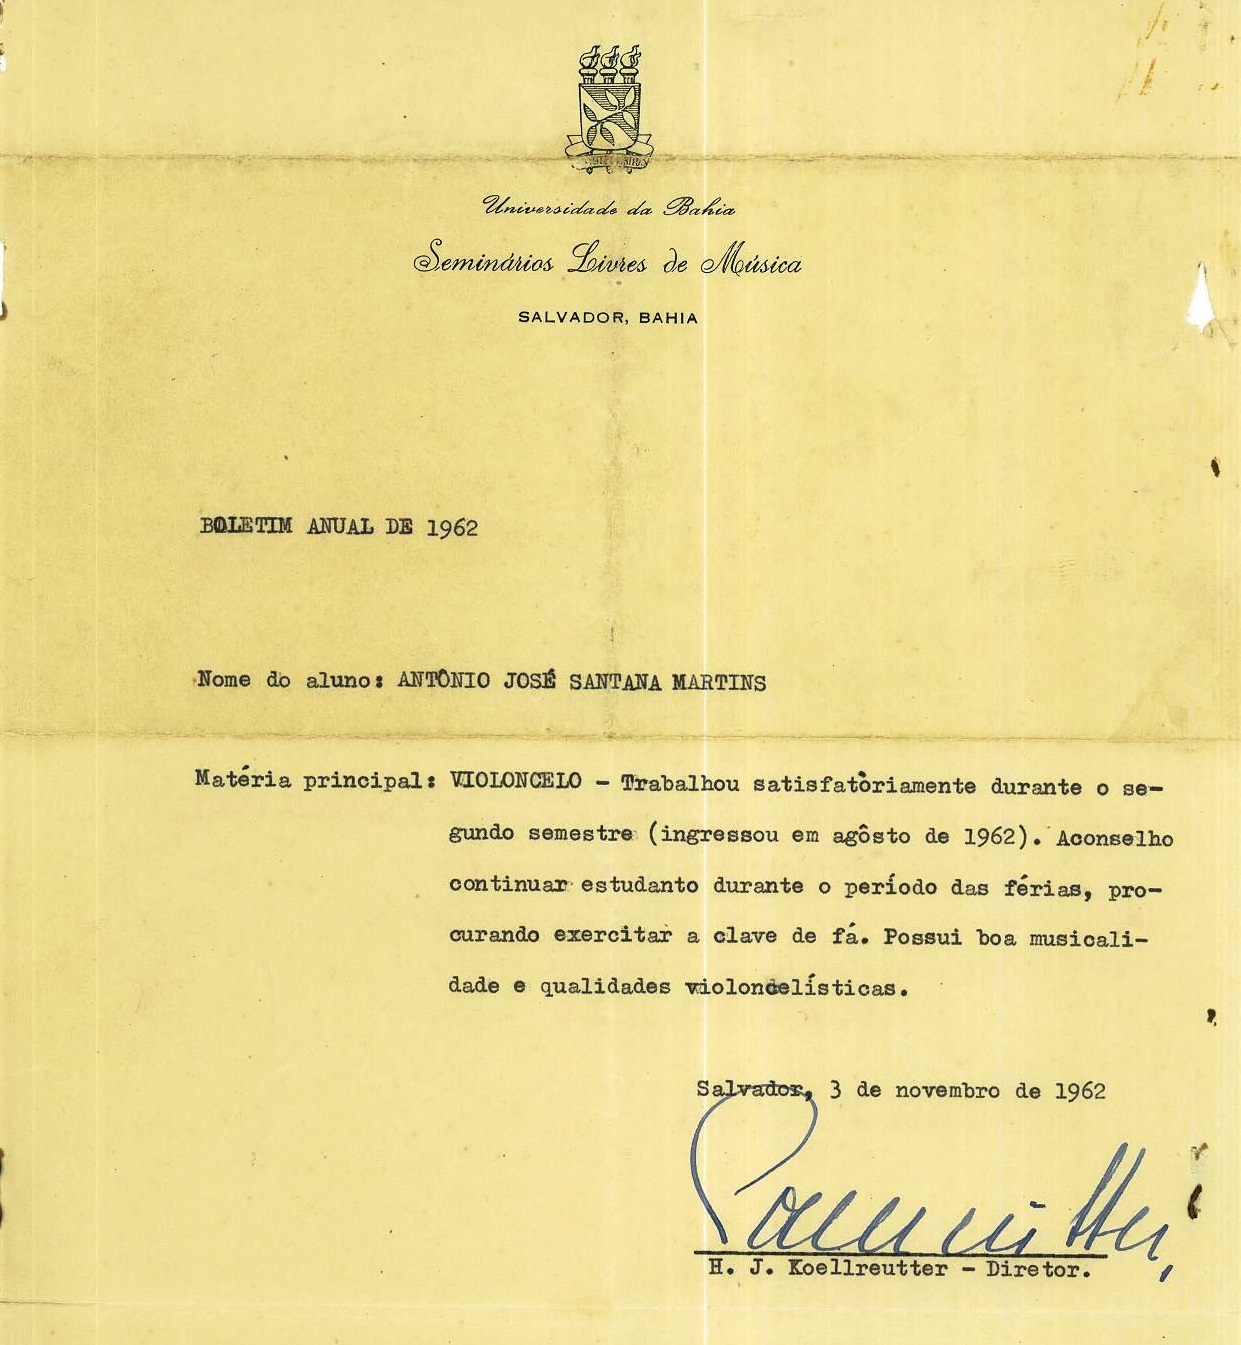 Universidade da Bahia
Seminários Livres de Música
SALVADOR, BAHIA
BOLETIM ANUAL DE 1962
Nome do aluno: ANTÔNIO JOSÉ SANTANA MARTINS
Matéria principal: VIOLONCELO - Trabalhou satisfatòriamente durante o se-
gundo semestre (ingressou em agôsto de 1962). Aconselho
continuar estudanto durante o período das férias, pro-
curando exercitar a clave de fá. Possui boa musicali-
dade e qualidades violoncelísticas.
Salvador, 3 de novembro de 1962
Koellreutter
H. J. Koellreutter - Diretor.